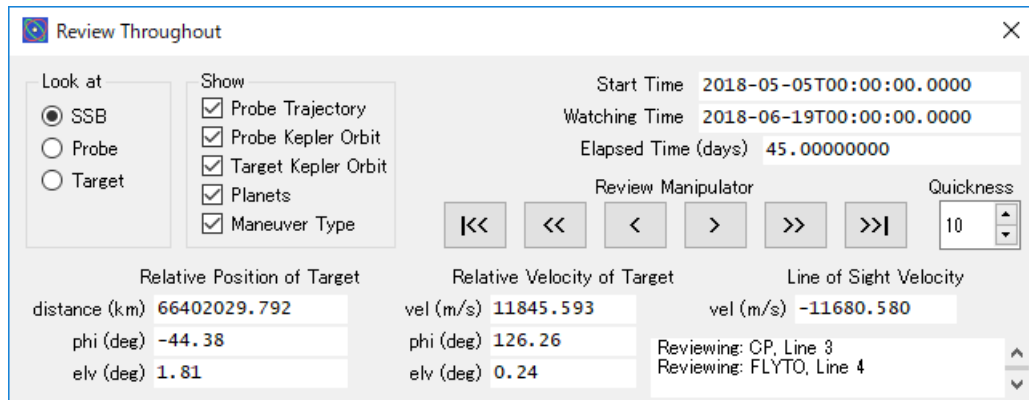 Review Throughout
Look at
SSB
Probe
Target
Show
Probe Trajectory
Probe Kepler Orbit
Target Kepler Orbit
Planets
Maneuver Type
Start Time 2018-05-05T00:00:00.0000
Watching Time 2018-06-19T00:00:00.0000
Elapsed Time (days) 45.00000000
Review Manipulator
Quickness
|<< << < > >> >>| 10
Relative Position of Target
distance (km) 66402029.792
phi (deg) -44.38
elv (deg) 1.81
Relative Velocity of Target
vel (m/s) 11845.593
phi (deg) 126.26
elv (deg) 0.24
Line of Sight Velocity
vel (m/s) -11680.580
Reviewing: CP, Line 3
Reviewing: FLYTO, Line 4